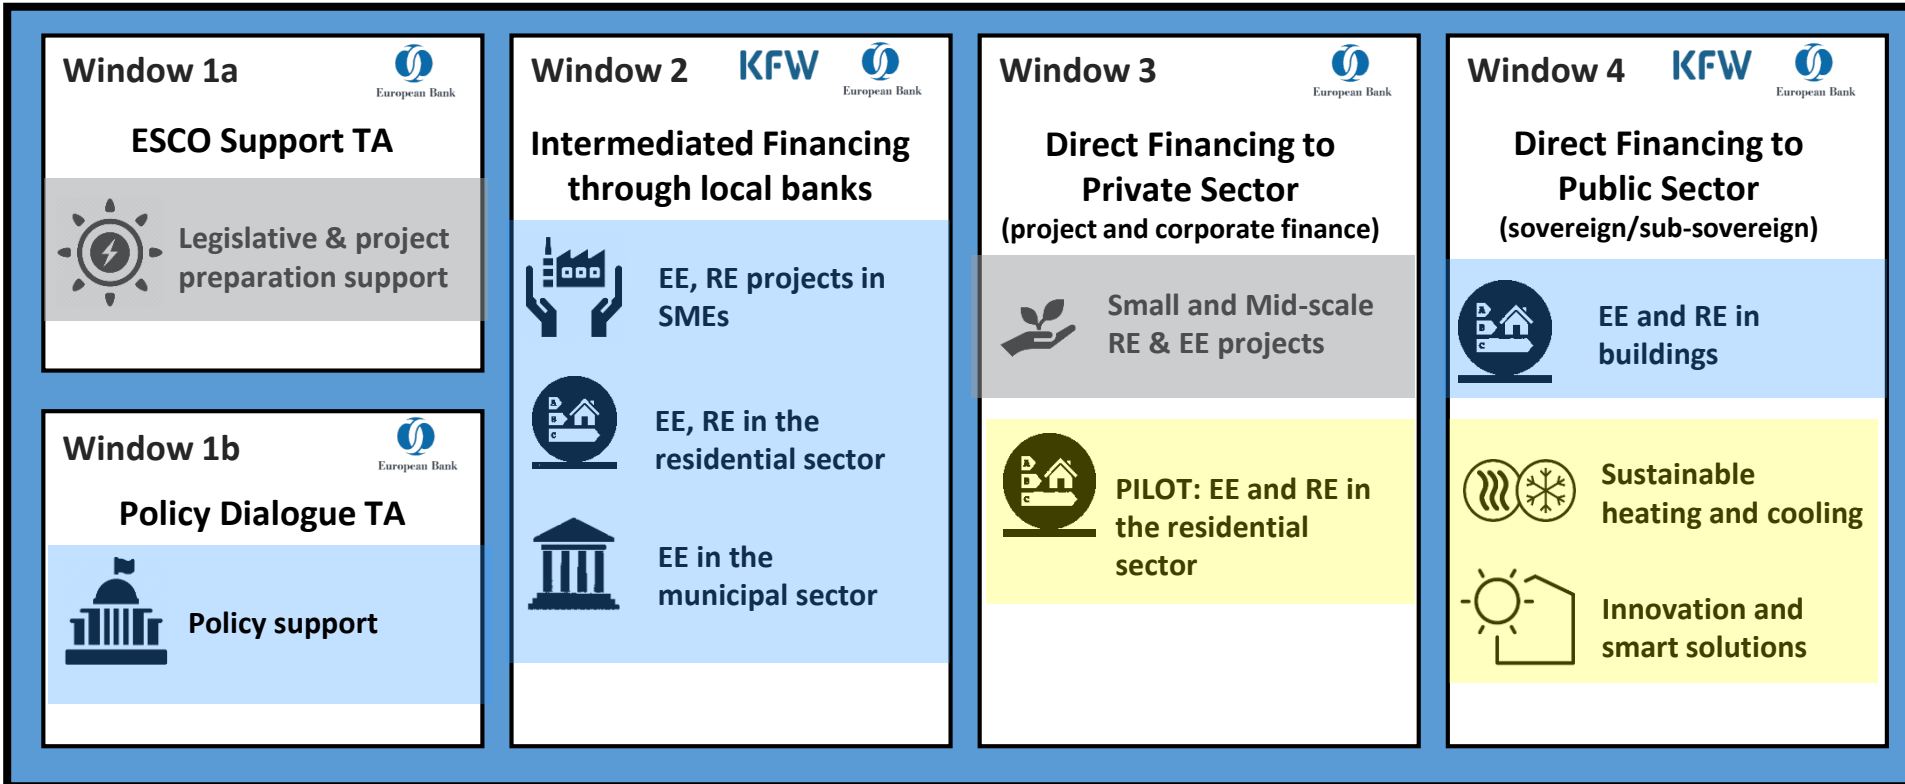 Window 1a
European Bank
ESCO Support TA
Legislative & project
preparation support
Window 1b
European Bank
Policy Dialogue TA
Policy support
Window 2
KFW
European Bank
Intermediated Financing
through local banks
EE, RE projects in
SMEs
A
B
C
EE, RE in the
residential sector
EE in the
municipal sector
Window 3
European Bank
Direct Financing to
Private Sector
(project and corporate finance)
Small and Mid-scale
RE & EE projects
A
B
C
PILOT: EE and RE in
the residential
sector
Window 4
KFW
European Bank
Direct Financing to
Public Sector
(sovereign/sub-sovereign)
A
B
C
EE and RE in
buildings
Sustainable
heating and cooling
Innovation and
smart solutions